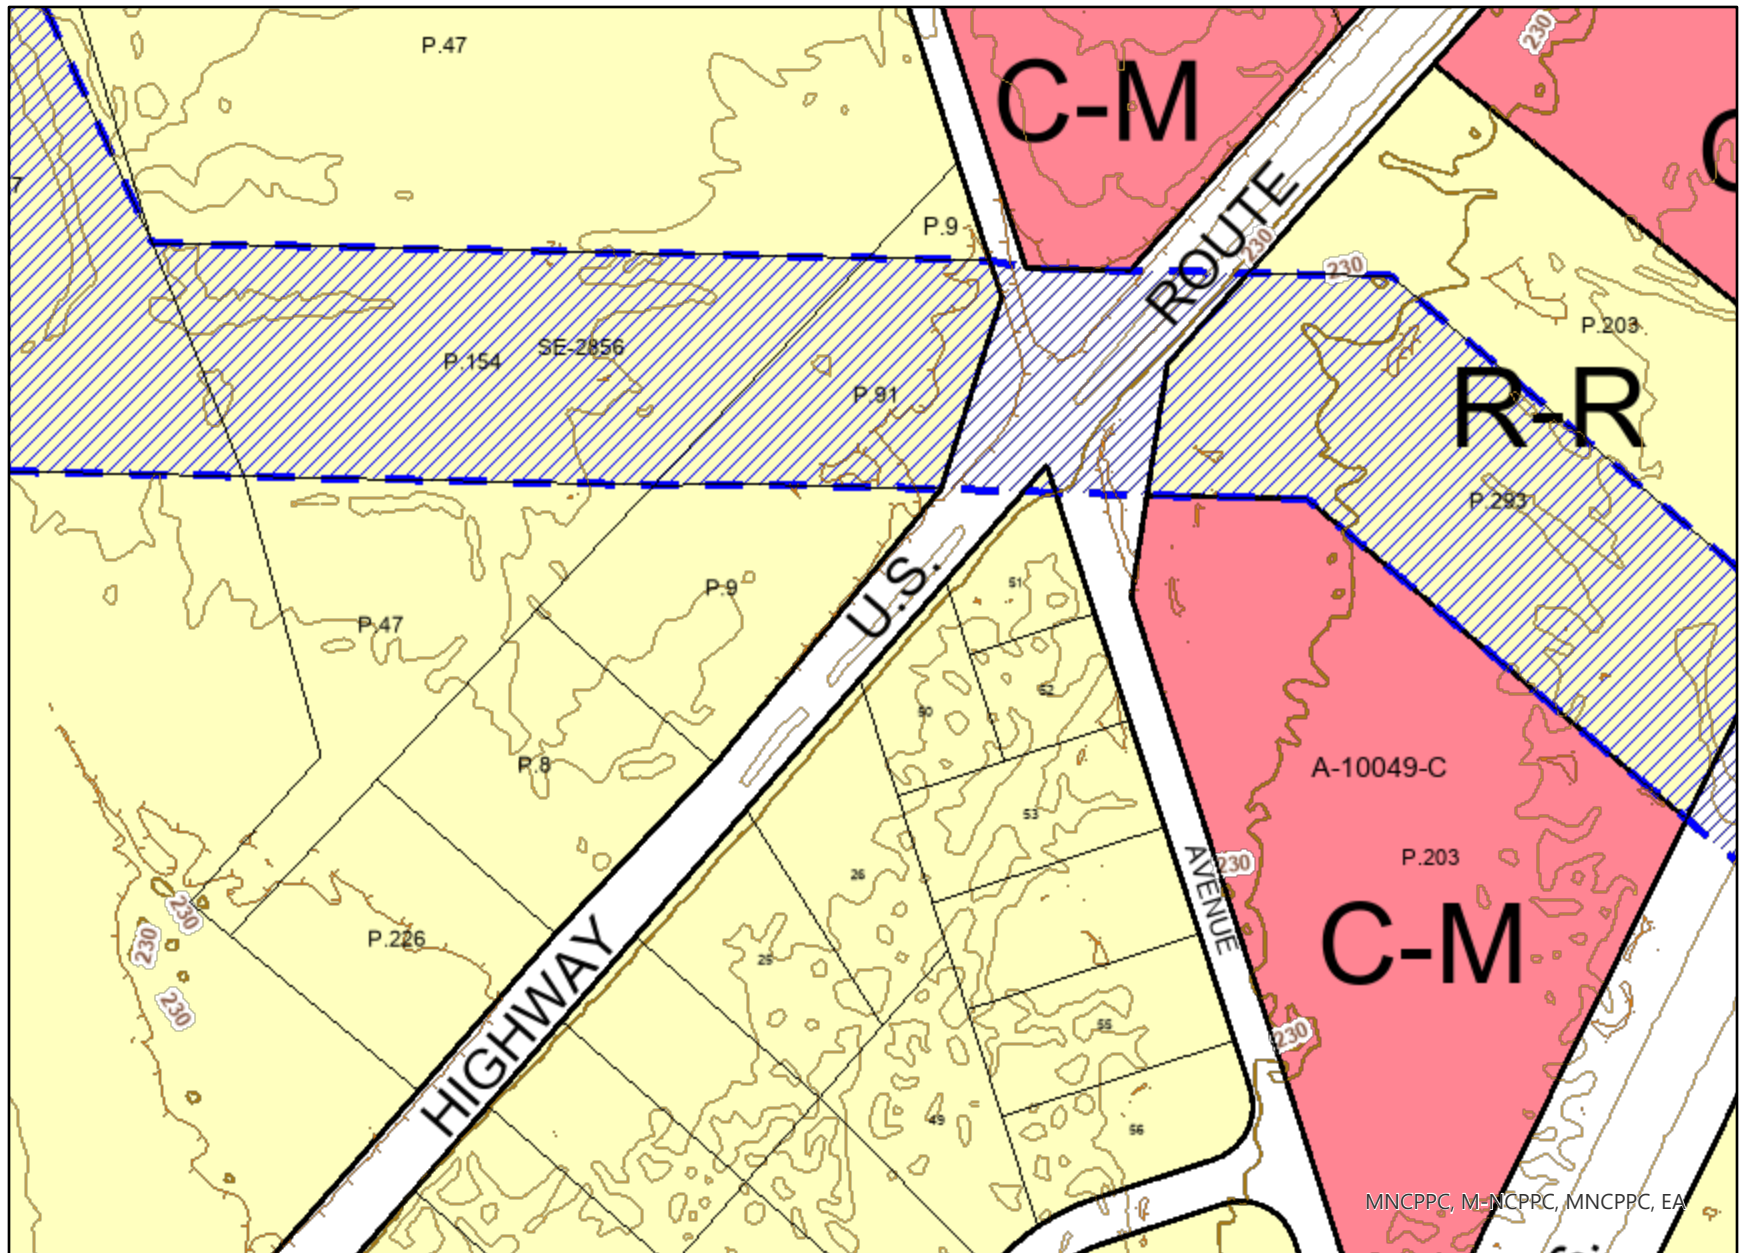 P.47
C-M
230
C
7
P.9
ROUTE
230
230
P.203
SE-2856
P.154
P.91
R-R
P.293
U.S.
51
P.9
P.47
52
50
P.8
A-10049-C
53
P.203
AVENUE
230
26
230
C-M
P.226
230
25
HIGHWAY
230
55
230
49
56
MNCPPC, M-NCPPC, MNCPPC, EA